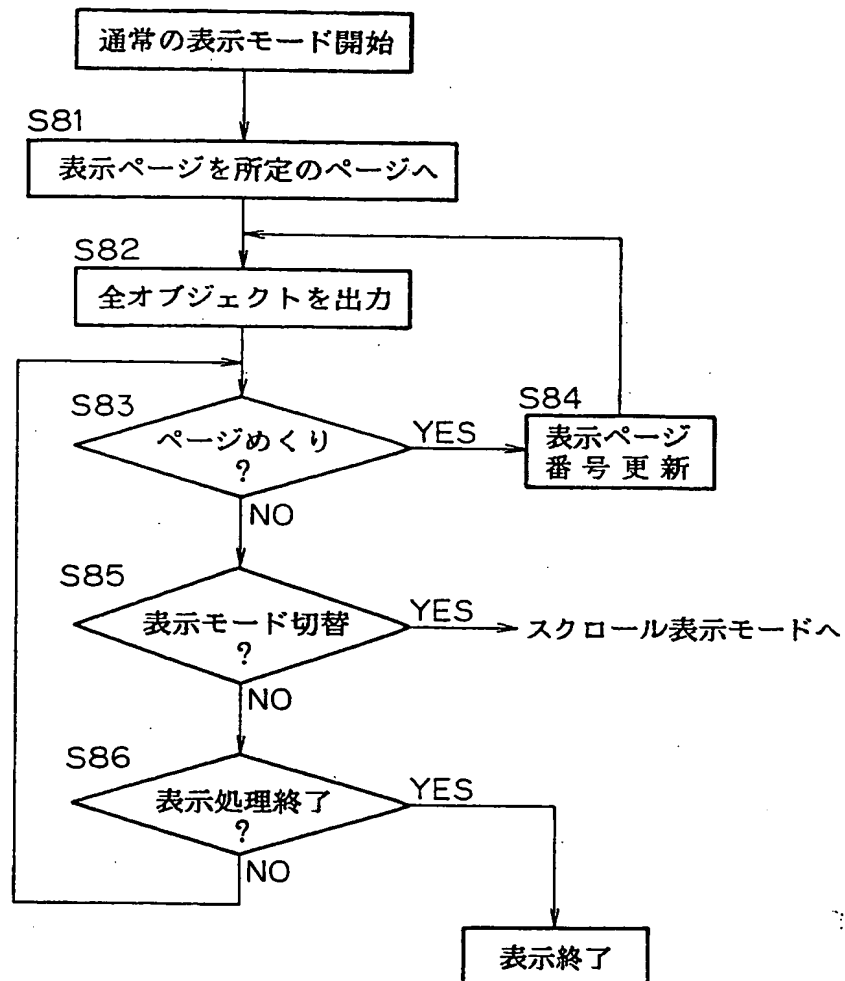 通常の表示モード開始
S81
表示ページを所定のページへ
S82
全オブジェクトを出力
S83
ページめくり
?
YES
S84
表示ページ
番号更新
NO
S85
表示モード切替
?
YES
スクロール表示モードへ
NO
S86
表示処理終了
?
YES
NO
表示終了